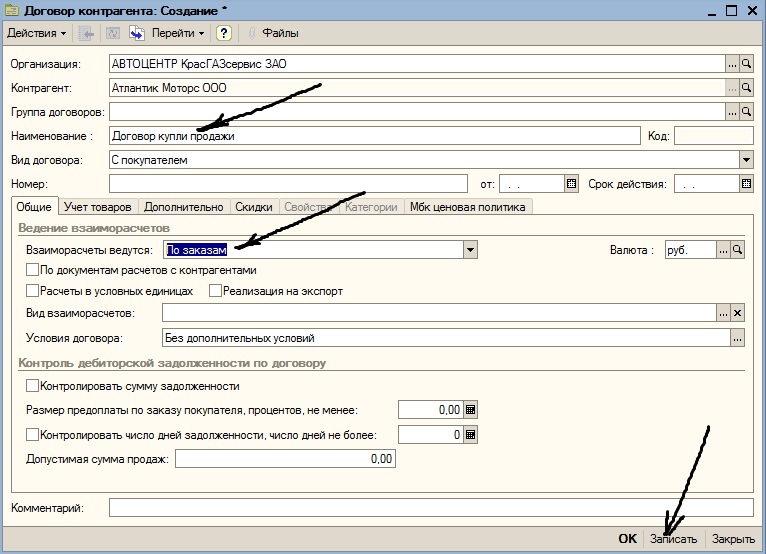 Договор контрагента: Создание *
Действия Перейти ? Файлы
Организация: АВТОЦЕНТР КрасГАЗсервис ЗАО ...
Контрагент: Атлантик Моторс ООО ...
Группа договоров: ...
Наименование : Договор купли продажи Код:
Вид договора: С покупателем
Номер: от: . . Срок действия: . .
Общие Учет товаров Дополнительно Скидки Свойства Категории Мбк ценовая политика
Ведение взаиморасчетов
Взаиморасчеты ведутся: По заказам Валюта : руб. ...
По документам расчетов с контрагентами
Расчеты в условных единицах Реализация на экспорт
Вид взаиморасчетов: ... x
Условия договора: Без дополнительных условий ...
Контроль дебиторской задолженности по договору
Контролировать сумму задолженности
Размер предоплаты по заказу покупателя, процентов, не менее: 0,00
Контролировать число дней задолженности, число дней не более: 0
Допустимая сумма продаж: 0,00
Комментарий:
OK Записать Закрыть